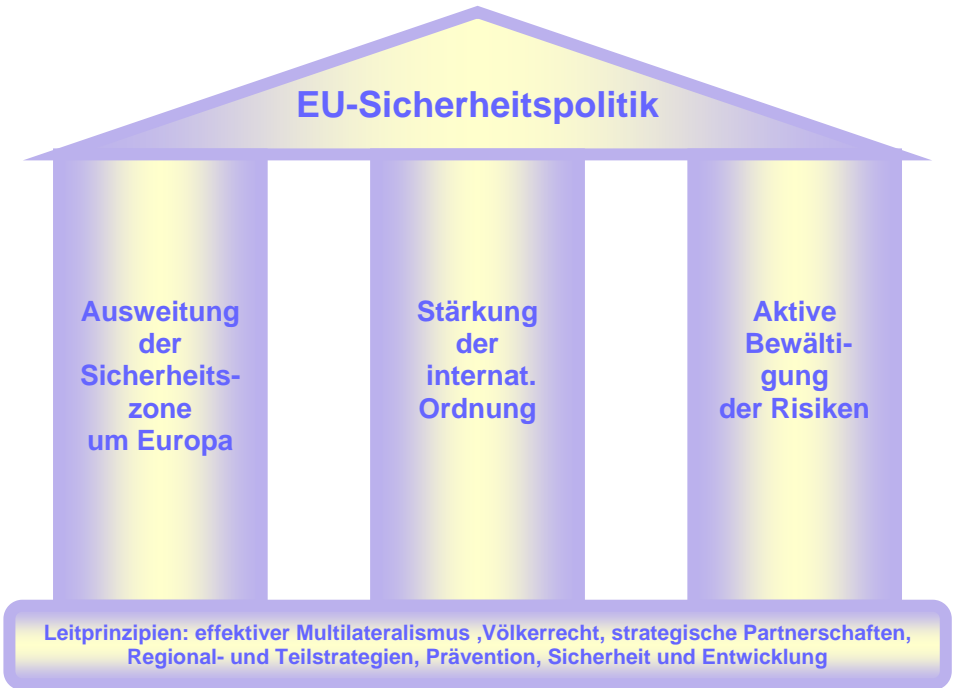 EU-Sicherheitspolitik
Ausweitung
der
Sicherheits-
zone
um Europa
Stärkung
der
internat.
Ordnung
Aktive
Bewälti-
gung
der Risiken
Leitprinzipien: effektiver Multilateralismus ,Völkerrecht, strategische Partnerschaften,
Regional- und Teilstrategien, Prävention, Sicherheit und Entwicklung